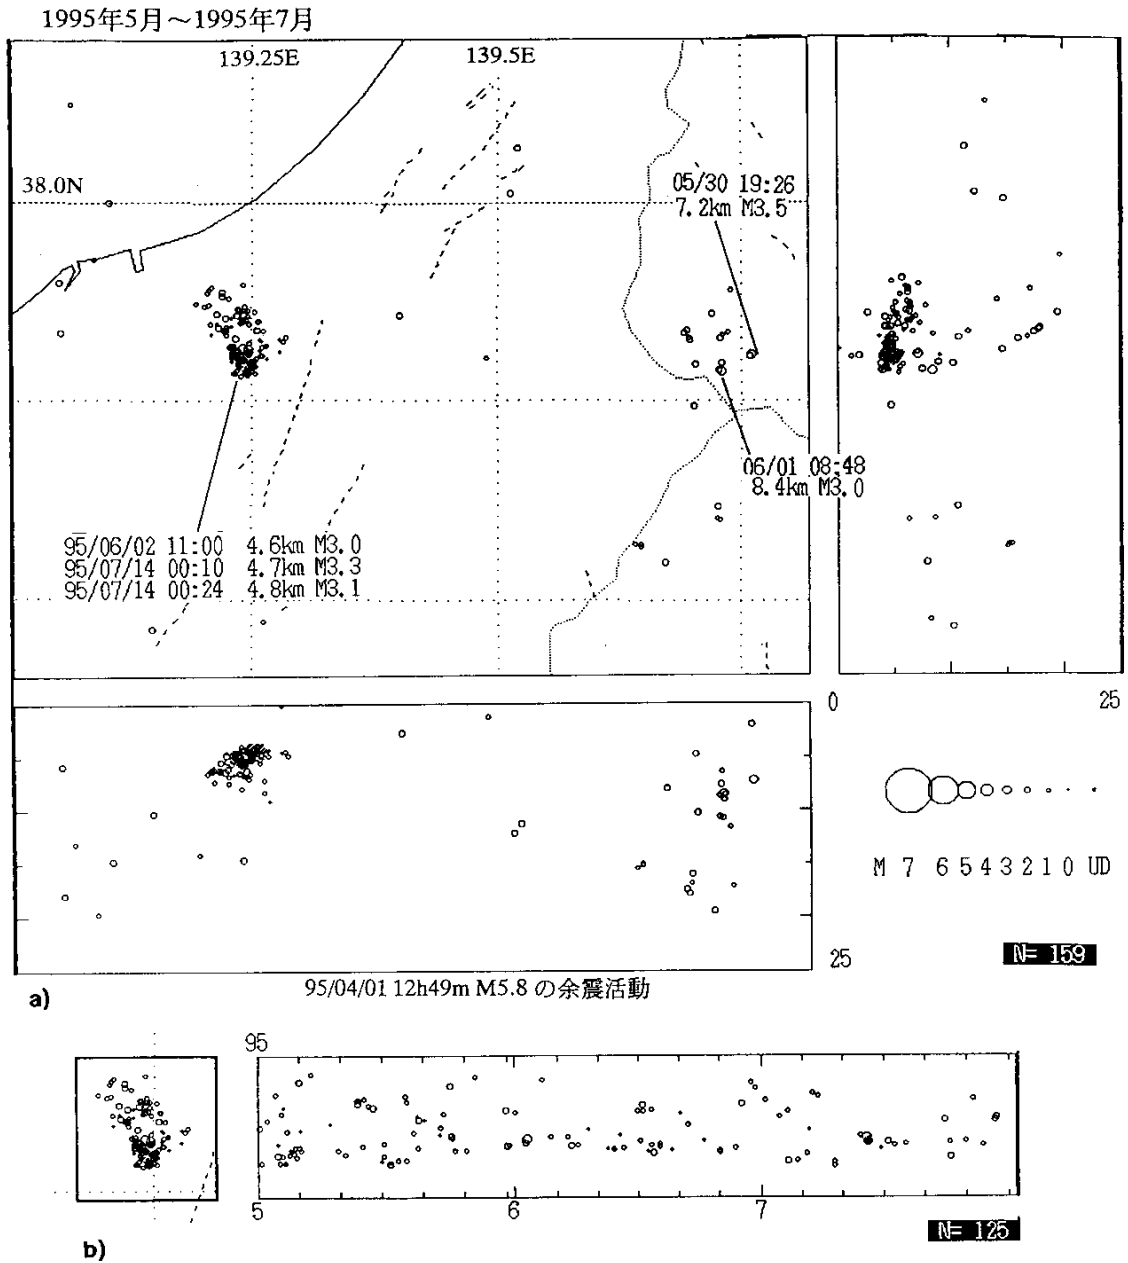 1995年5月～1995年7月
139.25E 139.5E
38.0N
05/30 19:26
7.2km M3.5
06/01 08:48
8.4km M3.0
95/06/02 11:00 4.6km M3.0
95/07/14 00:10 4.7km M3.3
95/07/14 00:24 4.8km M3.1
0 25
M 7 6 5 4 3 2 1 0 UD
25
N= 159
a)
95/04/01 12h49m M5.8 の余震活動
95
5 6 7
N= 125
b)